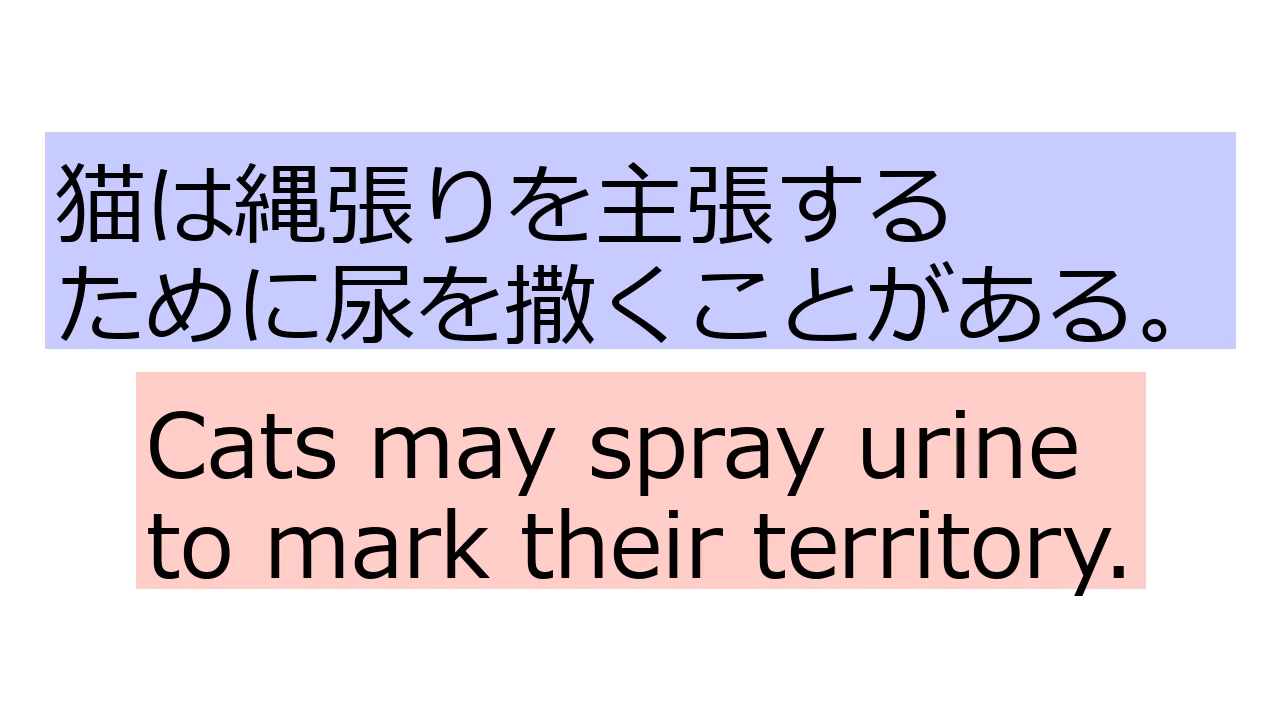 猫は縄張りを主張する
ために尿を撒くことがある。
Cats may spray urine
to mark their territory.